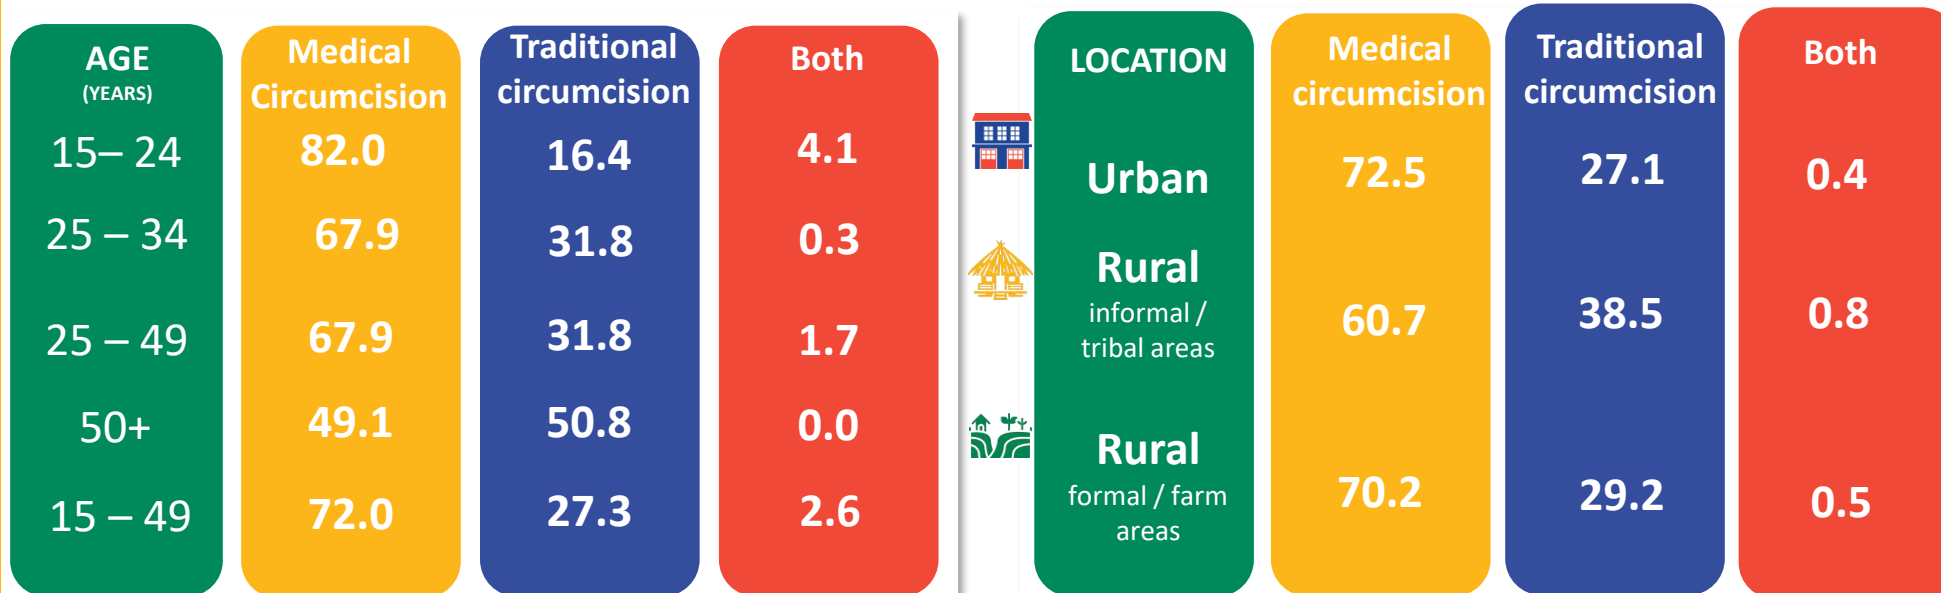 AGE
(YEARS)
Medical
Circumcision
Traditional
circumcision
Both
15– 24
82.0
16.4
4.1
25 – 34
67.9
31.8
0.3
25 – 49
67.9
31.8
1.7
50+
49.1
50.8
0.0
15 – 49
72.0
27.3
2.6
LOCATION
Medical
circumcision
Traditional
circumcision
Both
Urban
72.5
27.1
0.4
Rural
informal /
tribal areas
60.7
38.5
0.8
Rural
formal / farm
areas
70.2
29.2
0.5